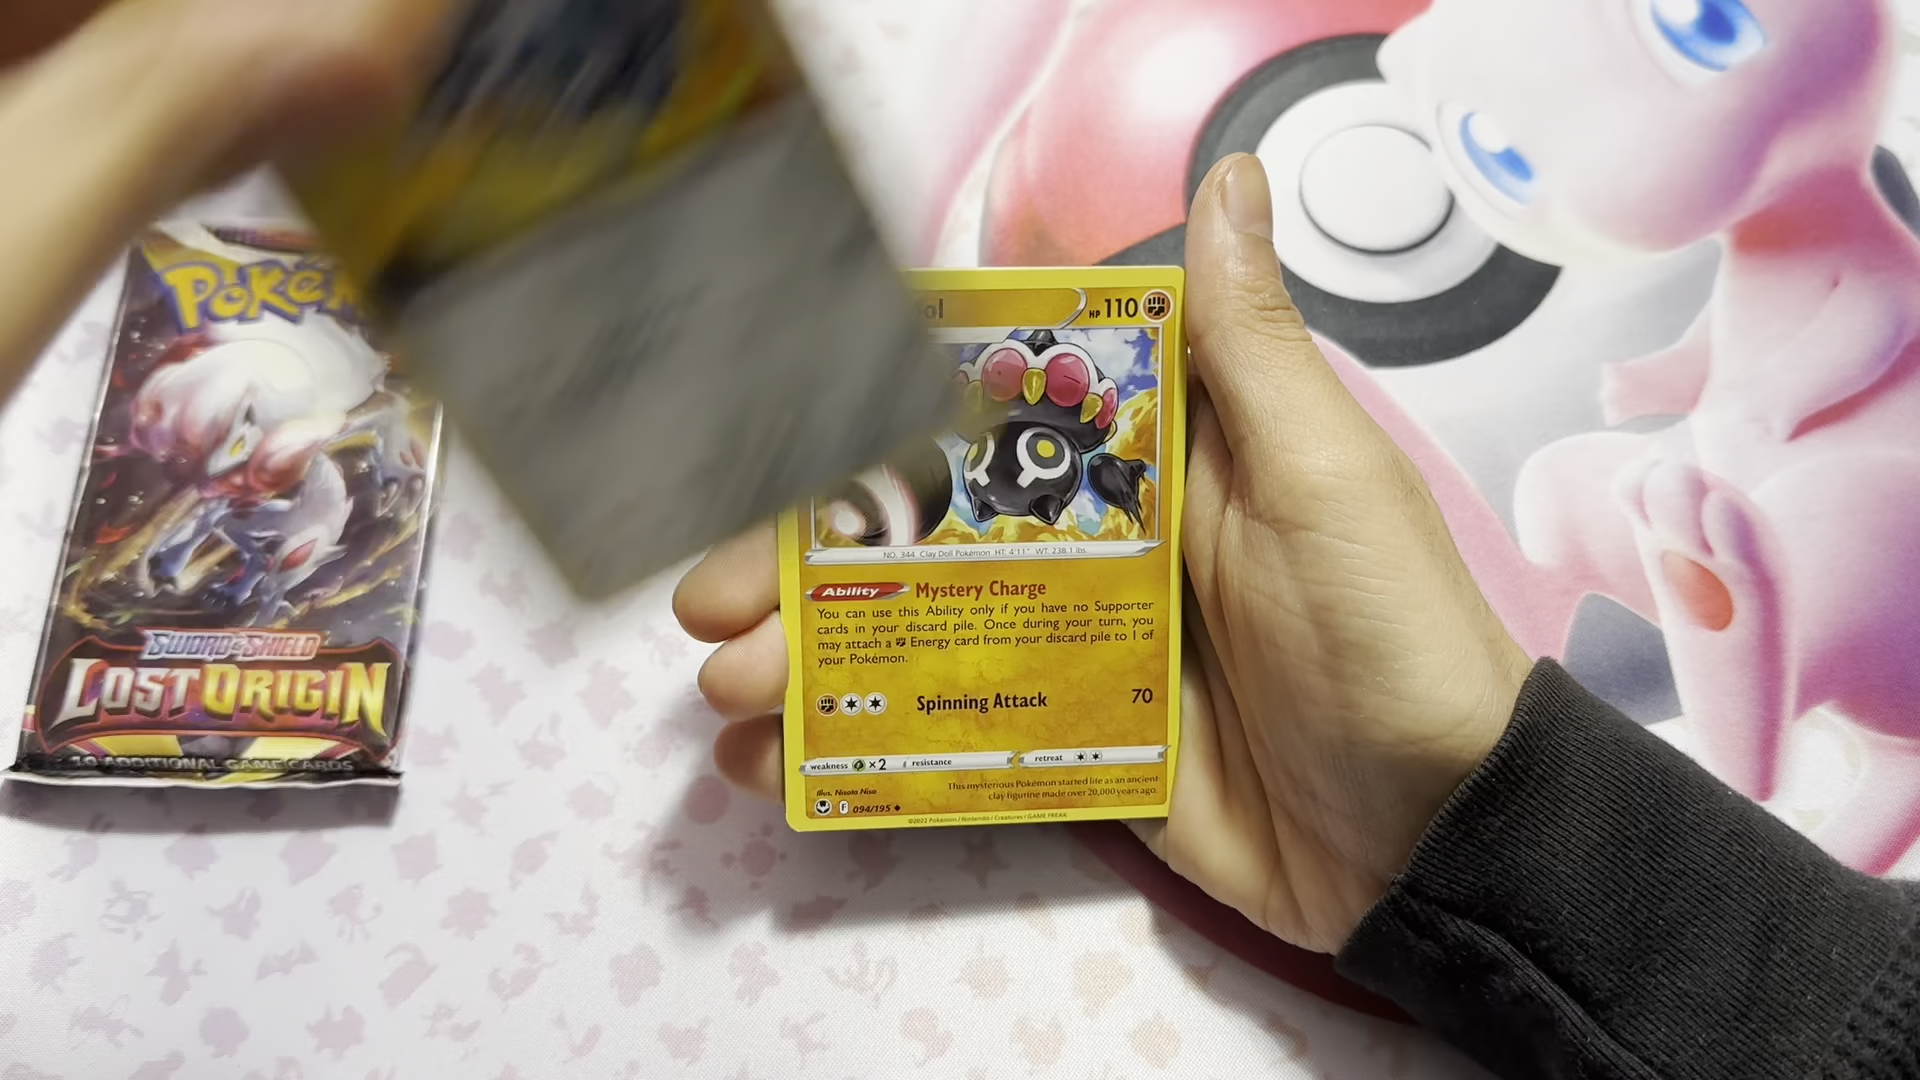 POKéM
SWORD & SHIELD
LOST ORIGIN
10 ADDITIONAL GAME CARDS
ol HP 110
NO. 344 Clay Doll Pokémon HT: 4'11" WT: 238.1 lbs.
Ability Mystery Charge
You can use this Ability only if you have no Supporter
cards in your discard pile. Once during your turn, you
may attach a Energy card from your discard pile to 1 of
your Pokémon.
Spinning Attack 70
weakness ×2 resistance retreat
Illus. Nisota Niso
This mysterious Pokémon started life as an ancient
clay figurine made over 20,000 years ago.
F 094/195
©2022 Pokémon / Nintendo / Creatures / GAME FREAK